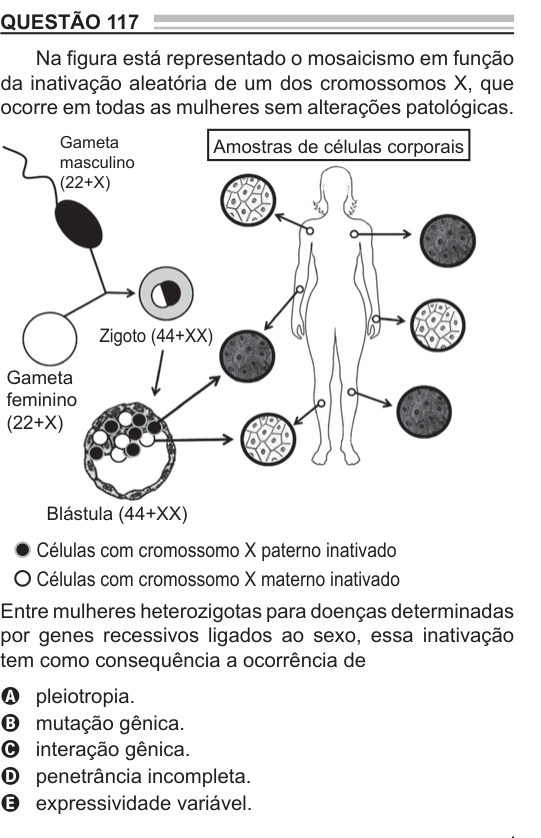 QUESTÃO 117
Na figura está representado o mosaicismo em função
da inativação aleatória de um dos cromossomos X, que
ocorre em todas as mulheres sem alterações patológicas.
Gameta
masculino
(22+X)
Amostras de células corporais
Zigoto (44+XX)
Gameta
feminino
(22+X)
Blástula (44+XX)
Células com cromossomo X paterno inativado
Células com cromossomo X materno inativado
Entre mulheres heterozigotas para doenças determinadas
por genes recessivos ligados ao sexo, essa inativação
tem como consequência a ocorrência de
A pleiotropia.
B mutação gênica.
C interação gênica.
D penetrância incompleta.
E expressividade variável.